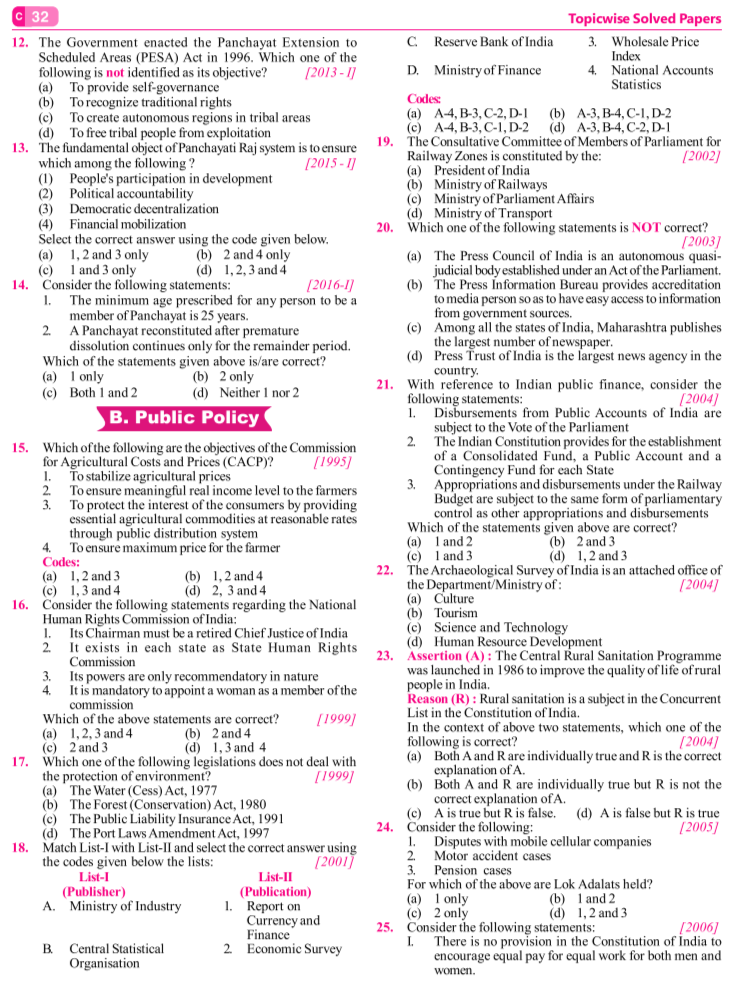 C 32
Topicwise Solved Papers
12. The Government enacted the Panchayat Extension to
Scheduled Areas (PESA) Act in 1996. Which one of the
following is not identified as its objective? [2013 - I]
(a) To provide self-governance
(b) To recognize traditional rights
(c) To create autonomous regions in tribal areas
(d) To free tribal people from exploitation
13. The fundamental object of Panchayati Raj system is to ensure
which among the following ? [2015 - I]
(1) People's participation in development
(2) Political accountability
(3) Democratic decentralization
(4) Financial mobilization
Select the correct answer using the code given below.
(a) 1, 2 and 3 only (b) 2 and 4 only
(c) 1 and 3 only (d) 1, 2, 3 and 4
14. Consider the following statements: [2016-I]
1. The minimum age prescribed for any person to be a
member of Panchayat is 25 years.
2. A Panchayat reconstituted after premature
dissolution continues only for the remainder period.
Which of the statements given above is/are correct?
(a) 1 only (b) 2 only
(c) Both 1 and 2 (d) Neither 1 nor 2
B. Public Policy
15. Which of the following are the objectives of the Commission
for Agricultural Costs and Prices (CACP)? [1995]
1. To stabilize agricultural prices
2. To ensure meaningful real income level to the farmers
3. To protect the interest of the consumers by providing
essential agricultural commodities at reasonable rates
through public distribution system
4. To ensure maximum price for the farmer
Codes:
(a) 1, 2 and 3 (b) 1, 2 and 4
(c) 1, 3 and 4 (d) 2, 3 and 4
16. Consider the following statements regarding the National
Human Rights Commission of India:
1. Its Chairman must be a retired Chief Justice of India
2. It exists in each state as State Human Rights
Commission
3. Its powers are only recommendatory in nature
4. It is mandatory to appoint a woman as a member of the
commission
Which of the above statements are correct? [1999]
(a) 1, 2, 3 and 4 (b) 2 and 4
(c) 2 and 3 (d) 1, 3 and 4
17. Which one of the following legislations does not deal with
the protection of environment? [1999]
(a) The Water (Cess) Act, 1977
(b) The Forest (Conservation) Act, 1980
(c) The Public Liability Insurance Act, 1991
(d) The Port Laws Amendment Act, 1997
18. Match List-I with List-II and select the correct answer using
the codes given below the lists: [2001]
List-I List-II
(Publisher) (Publication)
A. Ministry of Industry 1. Report on
Currency and
Finance
B. Central Statistical 2. Economic Survey
Organisation
C. Reserve Bank of India 3. Wholesale Price
Index
D. Ministry of Finance 4. National Accounts
Statistics
Codes:
(a) A-4, B-3, C-2, D-1 (b) A-3, B-4, C-1, D-2
(c) A-4, B-3, C-1, D-2 (d) A-3, B-4, C-2, D-1
19. The Consultative Committee of Members of Parliament for
Railway Zones is constituted by the: [2002]
(a) President of India
(b) Ministry of Railways
(c) Ministry of Parliament Affairs
(d) Ministry of Transport
20. Which one of the following statements is NOT correct?
[2003]
(a) The Press Council of India is an autonomous quasi-
judicial body established under an Act of the Parliament.
(b) The Press Information Bureau provides accreditation
to media person so as to have easy access to information
from government sources.
(c) Among all the states of India, Maharashtra publishes
the largest number of newspaper.
(d) Press Trust of India is the largest news agency in the
country.
21. With reference to Indian public finance, consider the
following statements: [2004]
1. Disbursements from Public Accounts of India are
subject to the Vote of the Parliament
2. The Indian Constitution provides for the establishment
of a Consolidated Fund, a Public Account and a
Contingency Fund for each State
3. Appropriations and disbursements under the Railway
Budget are subject to the same form of parliamentary
control as other appropriations and disbursements
Which of the statements given above are correct?
(a) 1 and 2 (b) 2 and 3
(c) 1 and 3 (d) 1, 2 and 3
22. The Archaeological Survey of India is an attached office of
the Department/Ministry of : [2004]
(a) Culture
(b) Tourism
(c) Science and Technology
(d) Human Resource Development
23. Assertion (A) : The Central Rural Sanitation Programme
was launched in 1986 to improve the quality of life of rural
people in India.
Reason (R) : Rural sanitation is a subject in the Concurrent
List in the Constitution of India.
In the context of above two statements, which one of the
following is correct? [2004]
(a) Both A and R are individually true and R is the correct
explanation of A.
(b) Both A and R are individually true but R is not the
correct explanation of A.
(c) A is true but R is false. (d) A is false but R is true
24. Consider the following: [2005]
1. Disputes with mobile cellular companies
2. Motor accident cases
3. Pension cases
For which of the above are Lok Adalats held?
(a) 1 only (b) 1 and 2
(c) 2 only (d) 1, 2 and 3
25. Consider the following statements: [2006]
I. There is no provision in the Constitution of India to
encourage equal pay for equal work for both men and
women.